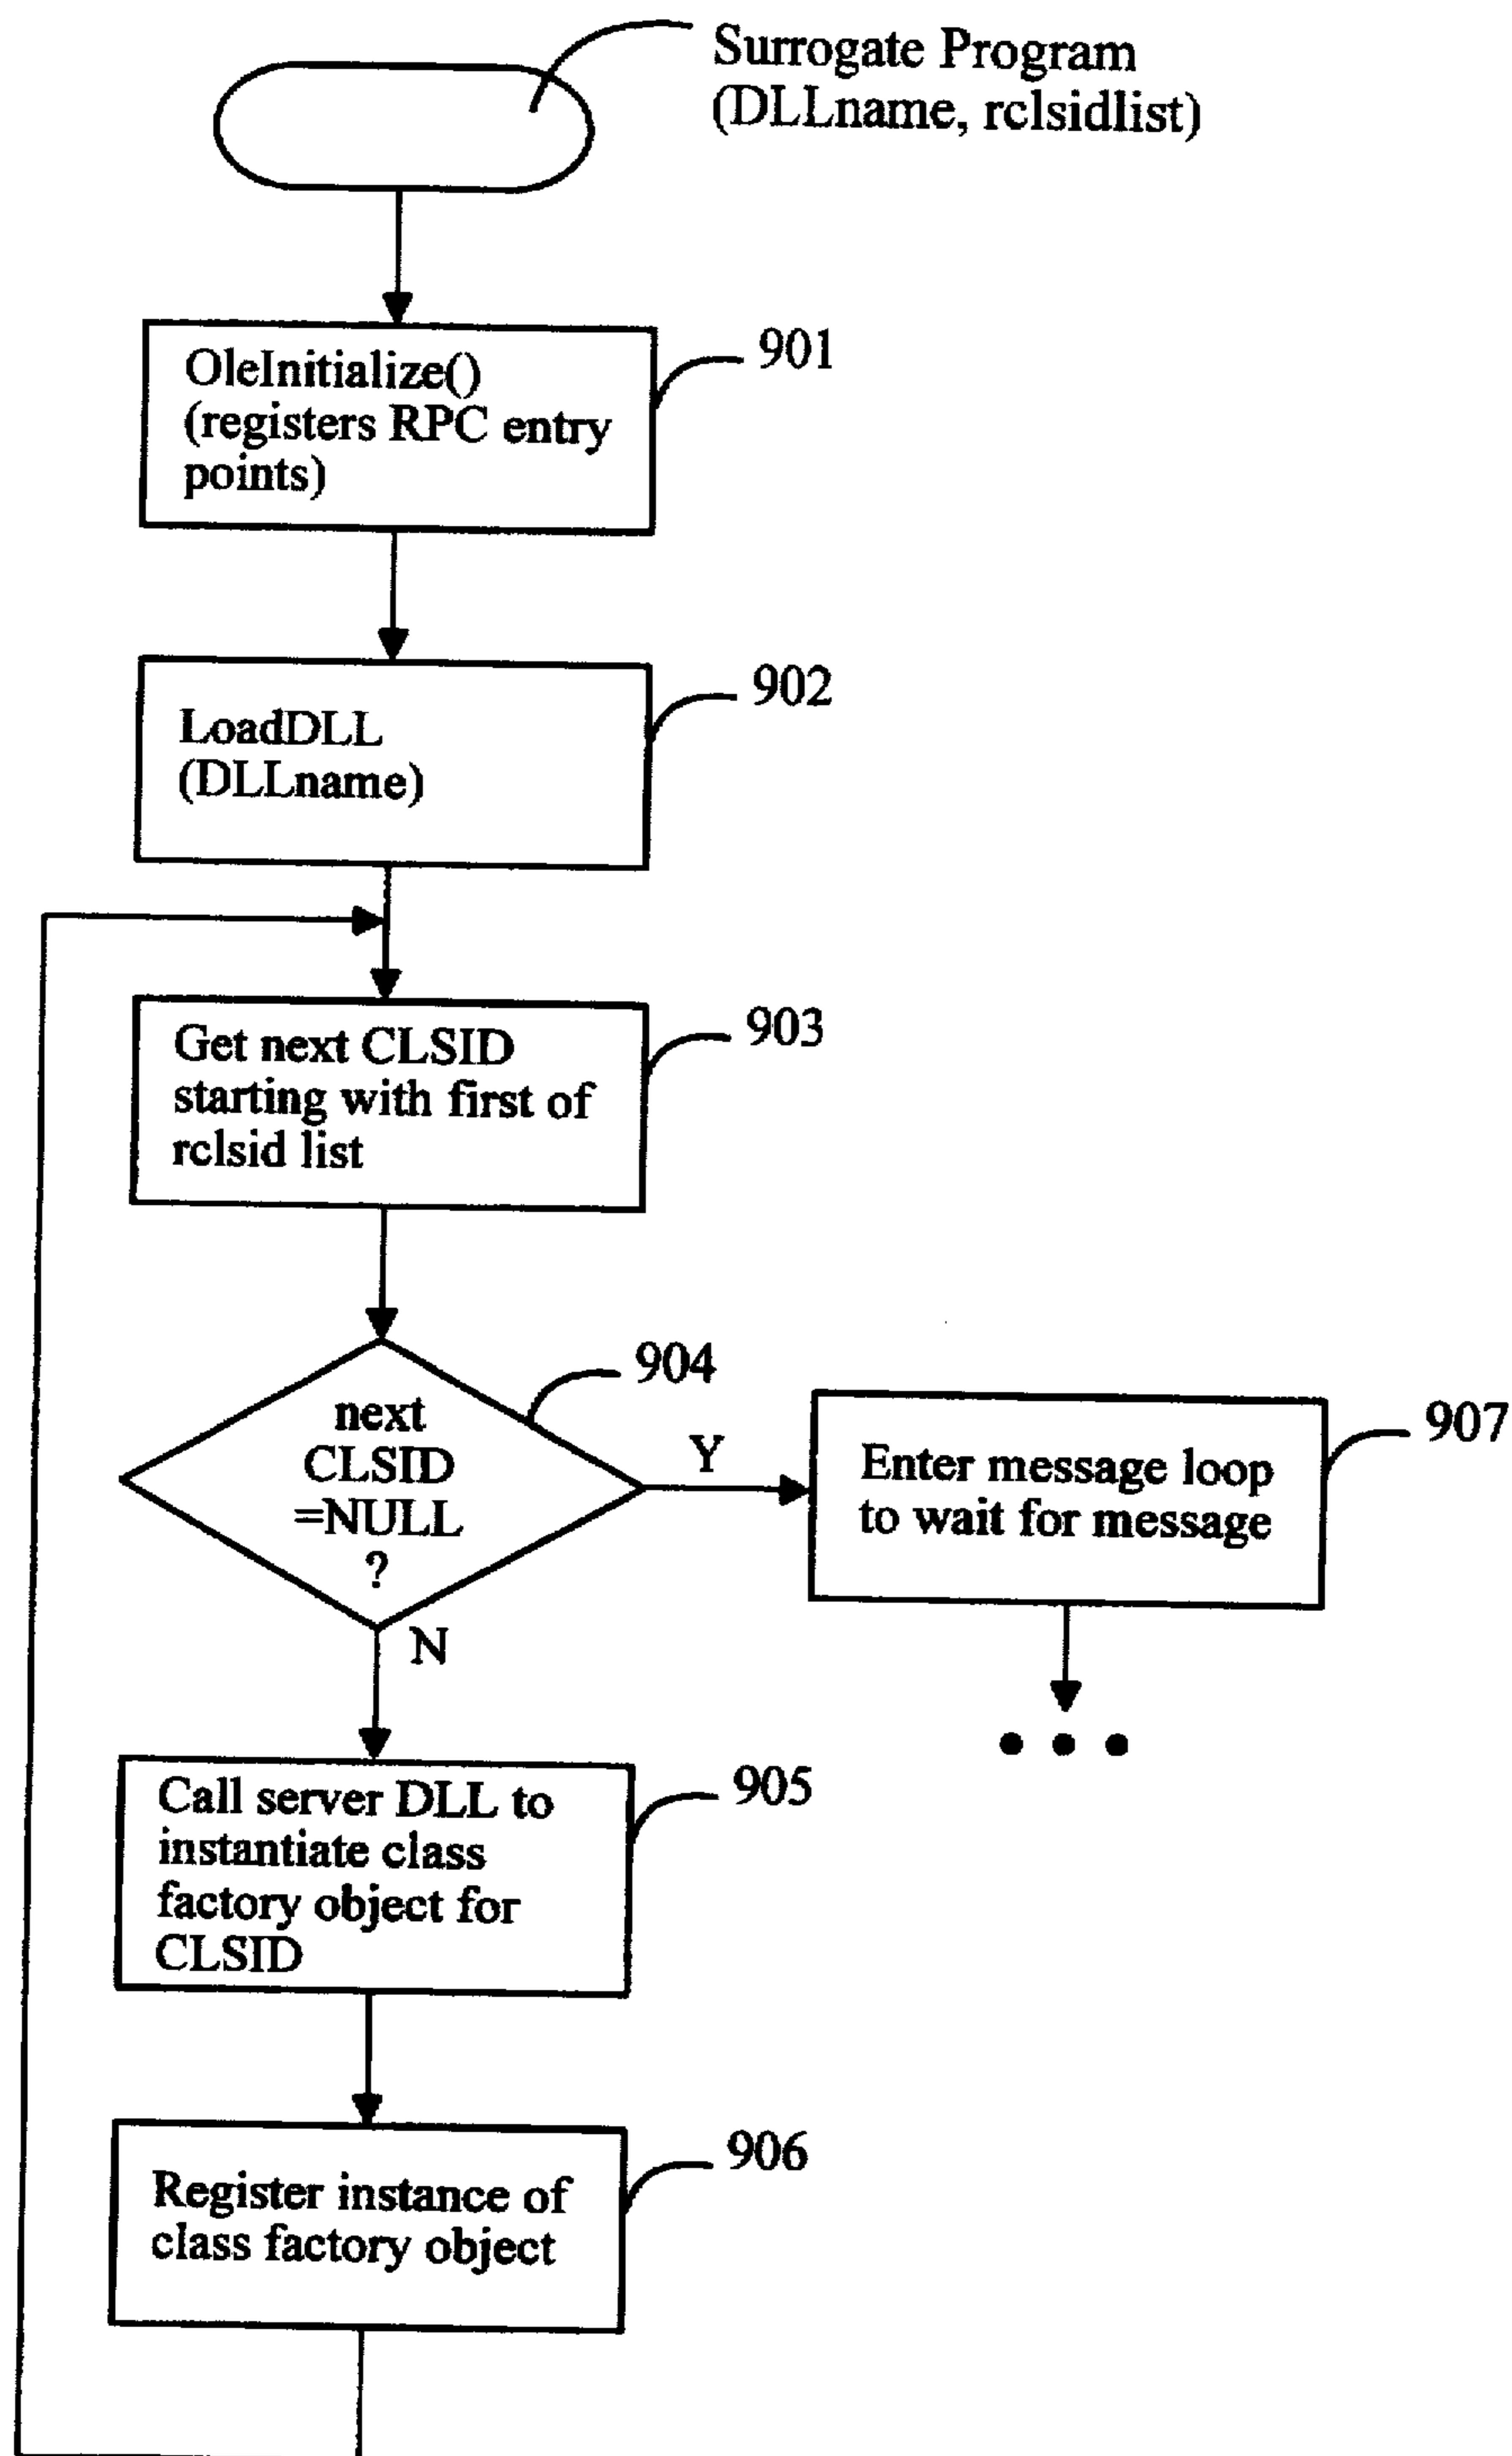 Surrogate Program
(DLLname, rclsidlist)
OleInitialize()
(registers RPC entry
points)
901
LoadDLL
(DLLname)
902
Get next CLSID
starting with first of
rclsid list
903
next
CLSID
=NULL
?
904
Y
N
Enter message loop
to wait for message
907
Call server DLL to
instantiate class
factory object for
CLSID
905
Register instance of
class factory object
906